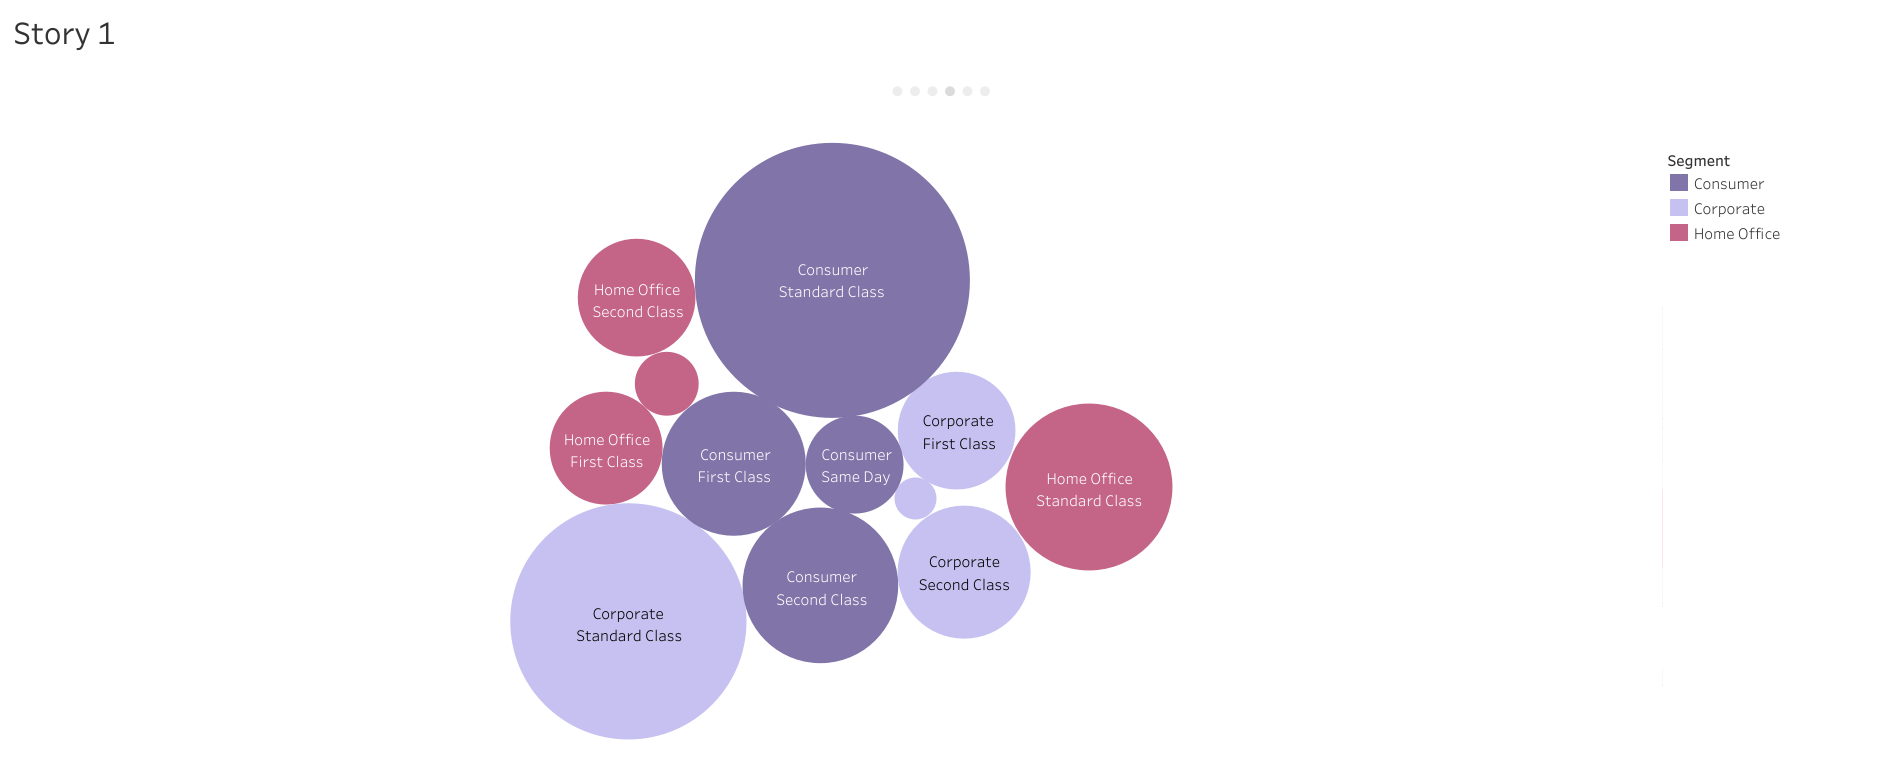 Story 1
Segment
Consumer
Corporate
Home Office
Consumer
Standard Class
Home Office
Second Class
Corporate
First Class
Home Office
First Class
Consumer
First Class
Consumer
Same Day
Home Office
Standard Class
Corporate
Second Class
Consumer
Second Class
Corporate
Standard Class